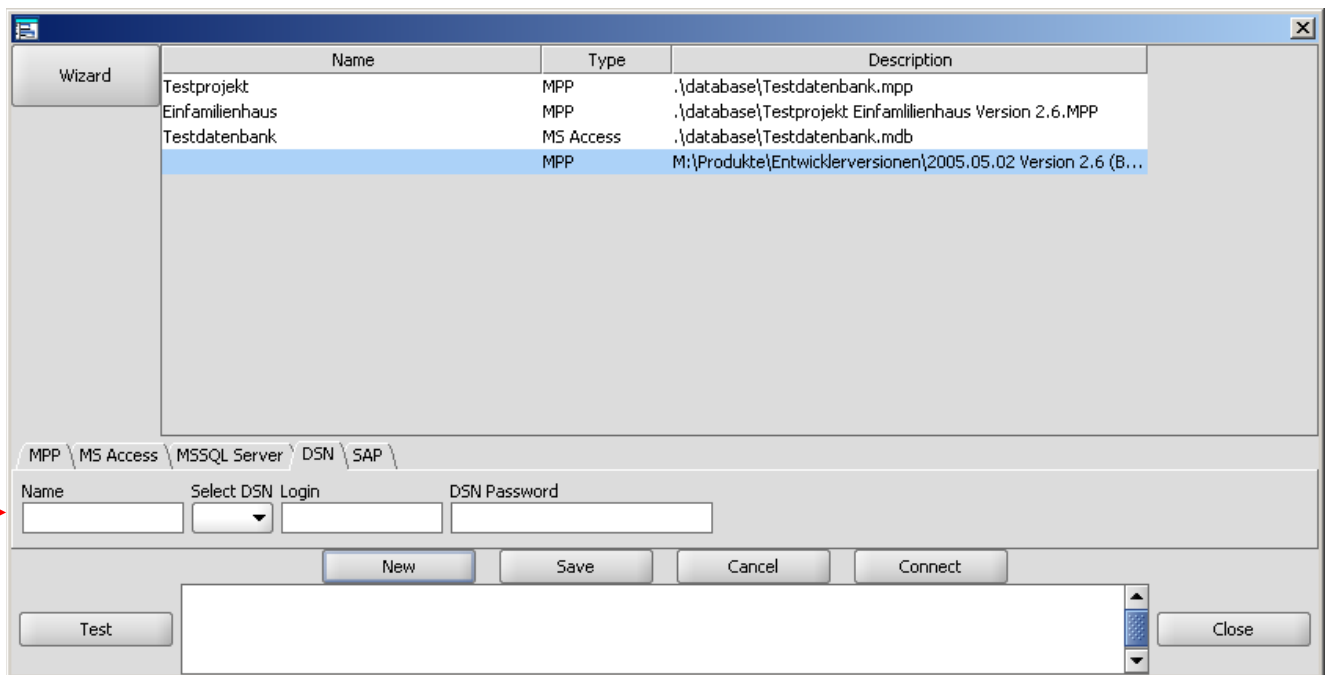 Wizard
Name Type Description
Testprojekt MPP .\database\Testdatenbank.mpp
Einfamilienhaus MPP .\database\Testprojekt Einfamlilienhaus Version 2.6.MPP
Testdatenbank MS Access .\database\Testdatenbank.mdb
MPP M:\Produkte\Entwicklerversionen\2005.05.02 Version 2.6 (B...
MPP MS Access MSSQL Server DSN SAP
Name Select DSN Login DSN Password
New Save Cancel Connect
Test Close